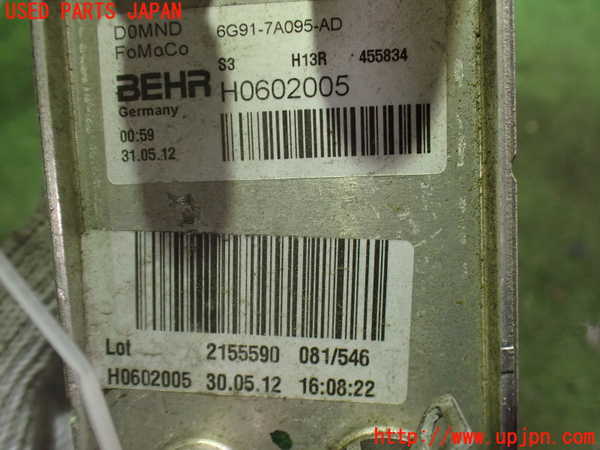 USED PARTS JAPAN
D0MND 6G91-7A095-AD
FoMoCo
S3 H13R 455834
BEHR H0602005
Germany
00:59
31.05.12
Lot 2155590 081/546
H0602005 30.05.12 16:08:22
http://www.upjpn.com/